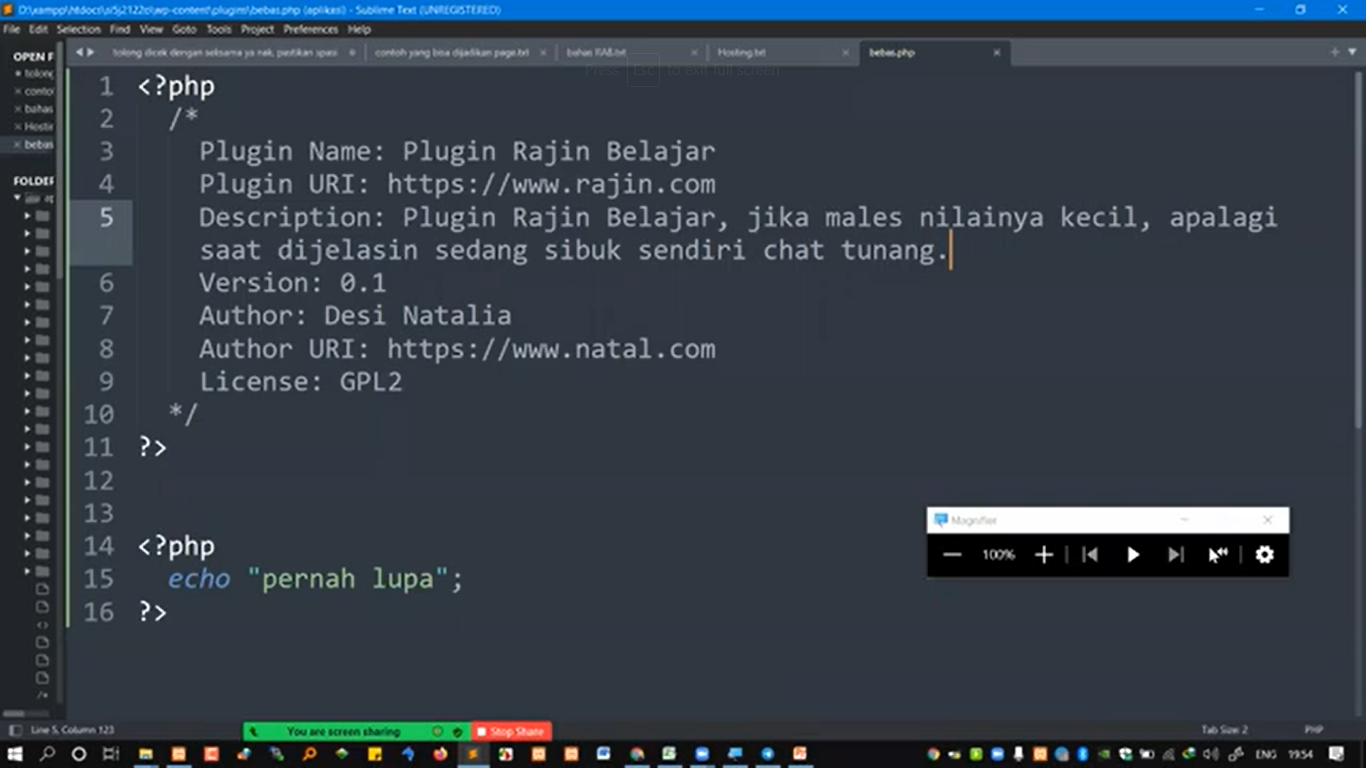 D:\xampp\htdocs\si5j2122c\wp-content\plugins\bebas.php (aplikasi) - Sublime Text (UNREGISTERED)
File Edit Selection Find View Goto Tools Project Preferences Help
OPEN F
tolong dicek dengan seksama ya nak, pastikan spasi
contoh yang bisa dijadikan page.txt
bahas RAB.txt
Hosting.txt
bebas.php
Press Esc to exit full screen
tolong
conto
bahas
Hostin
bebas
FOLDER
ap
1 <?php
2 /*
3 Plugin Name: Plugin Rajin Belajar
4 Plugin URI: https://www.rajin.com
5 Description: Plugin Rajin Belajar, jika males nilainya kecil, apalagi
saat dijelasin sedang sibuk sendiri chat tunang.
6 Version: 0.1
7 Author: Desi Natalia
8 Author URI: https://www.natal.com
9 License: GPL2
10 */
11 ?>
12
13
14 <?php
15 echo "pernah lupa";
16 ?>
Magnifier
100%
Line 5, Column 123
You are screen sharing
Stop Share
Tab Size: 2
PHP
ENG
19:54